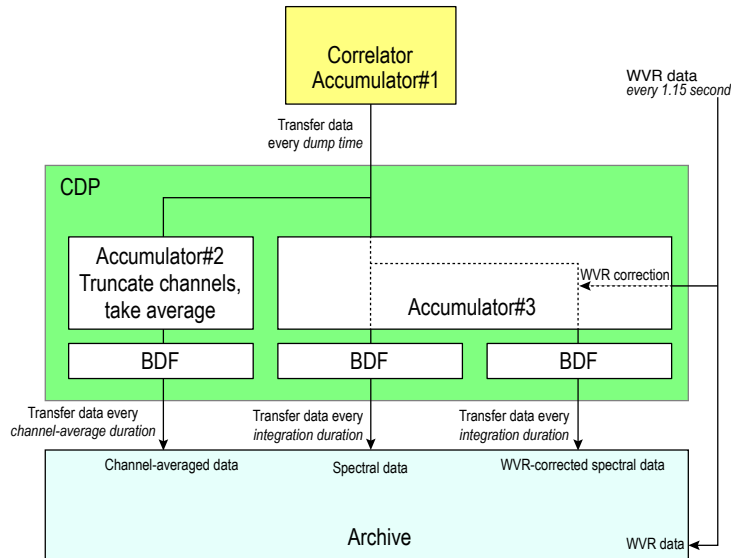 Correlator
Accumulator#1
WVR data
every 1.15 second
Transfer data
every dump time
CDP
Accumulator#2
Truncate channels,
take average
WVR correction
Accumulator#3
BDF
BDF
BDF
Transfer data every
channel-average duration
Transfer data every
integration duration
Transfer data every
integration duration
Channel-averaged data
Spectral data
WVR-corrected spectral data
Archive
WVR data